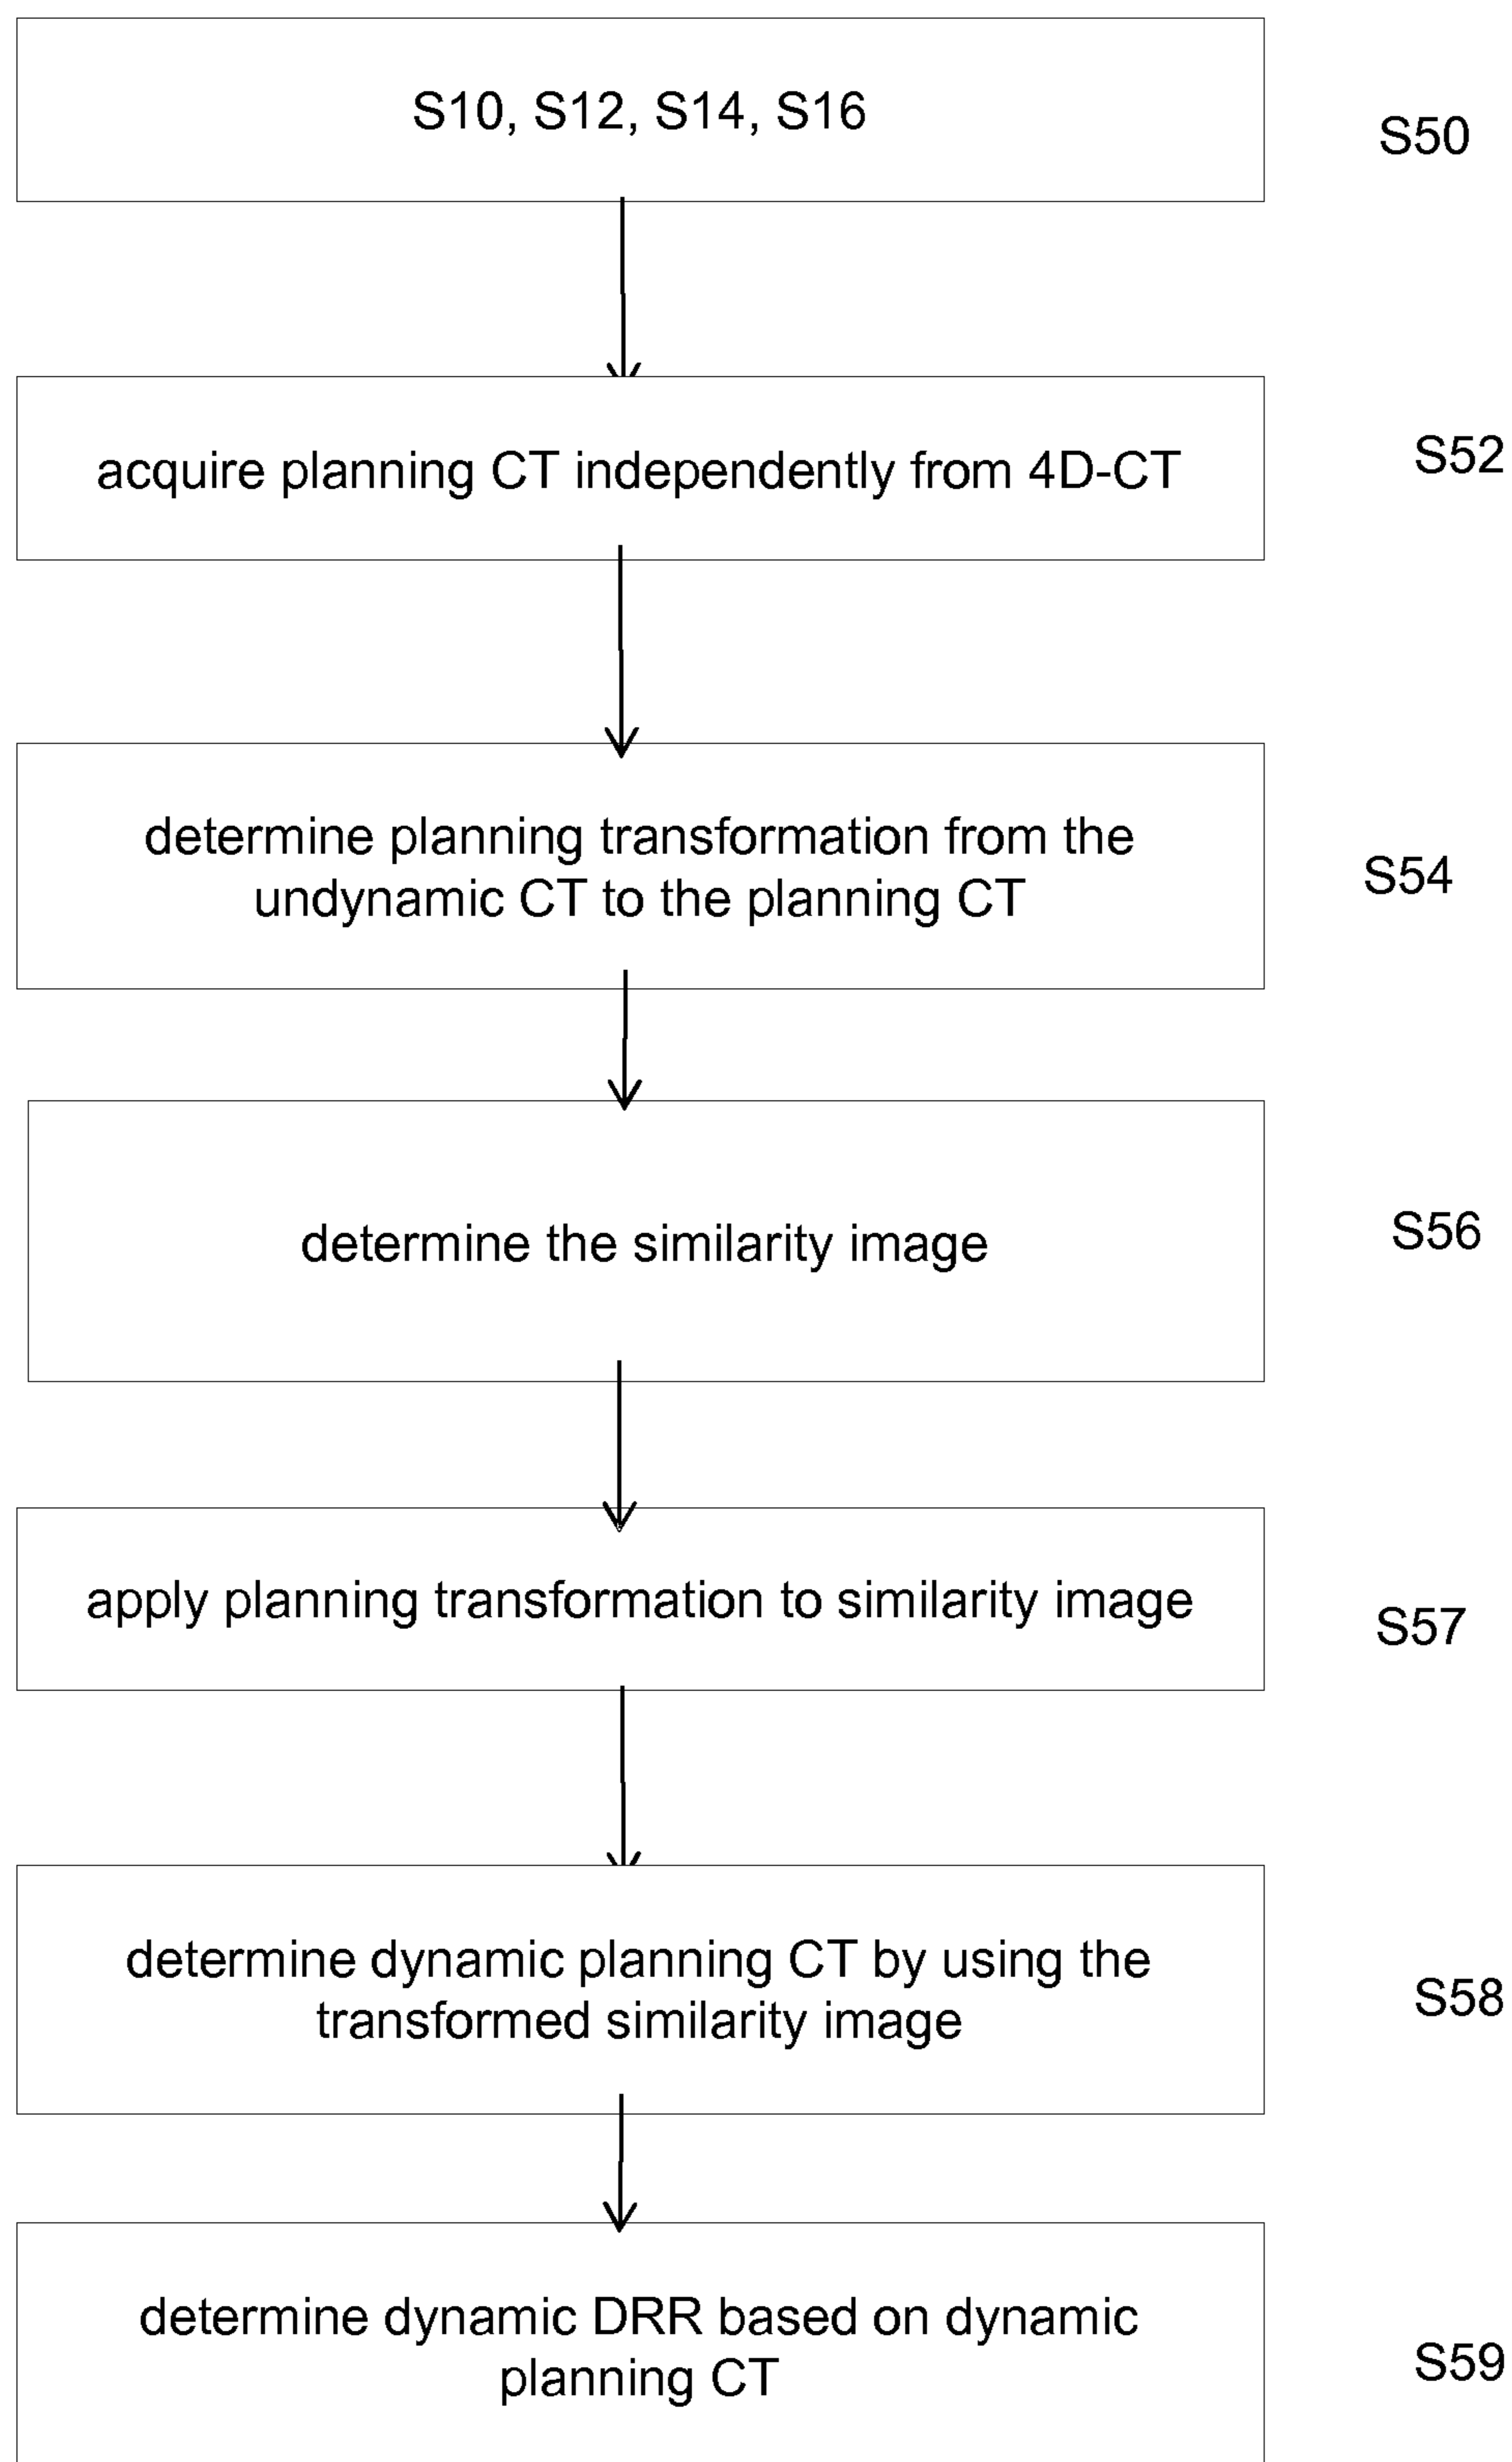 S10, S12, S14, S16
S50
acquire planning CT independently from 4D-CT
S52
determine planning transformation from the
undynamic CT to the planning CT
S54
determine the similarity image
S56
apply planning transformation to similarity image
S57
determine dynamic planning CT by using the
transformed similarity image
S58
determine dynamic DRR based on dynamic
planning CT
S59